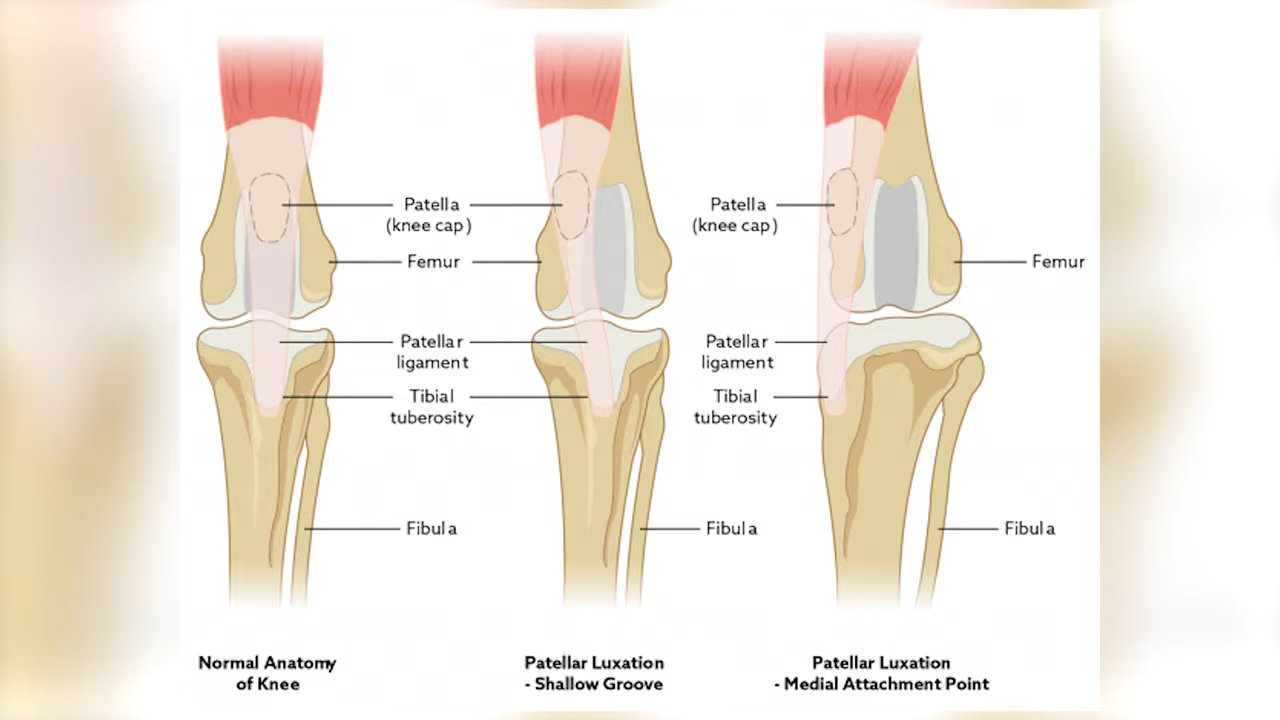 Patella
(knee cap)
Patella
(knee cap)
Femur
Femur
Patellar
ligament
Patellar
ligament
Tibial
tuberosity
Tibial
tuberosity
Fibula
Fibula
Fibula
Normal Anatomy
of Knee
Patellar Luxation
- Shallow Groove
Patellar Luxation
- Medial Attachment Point